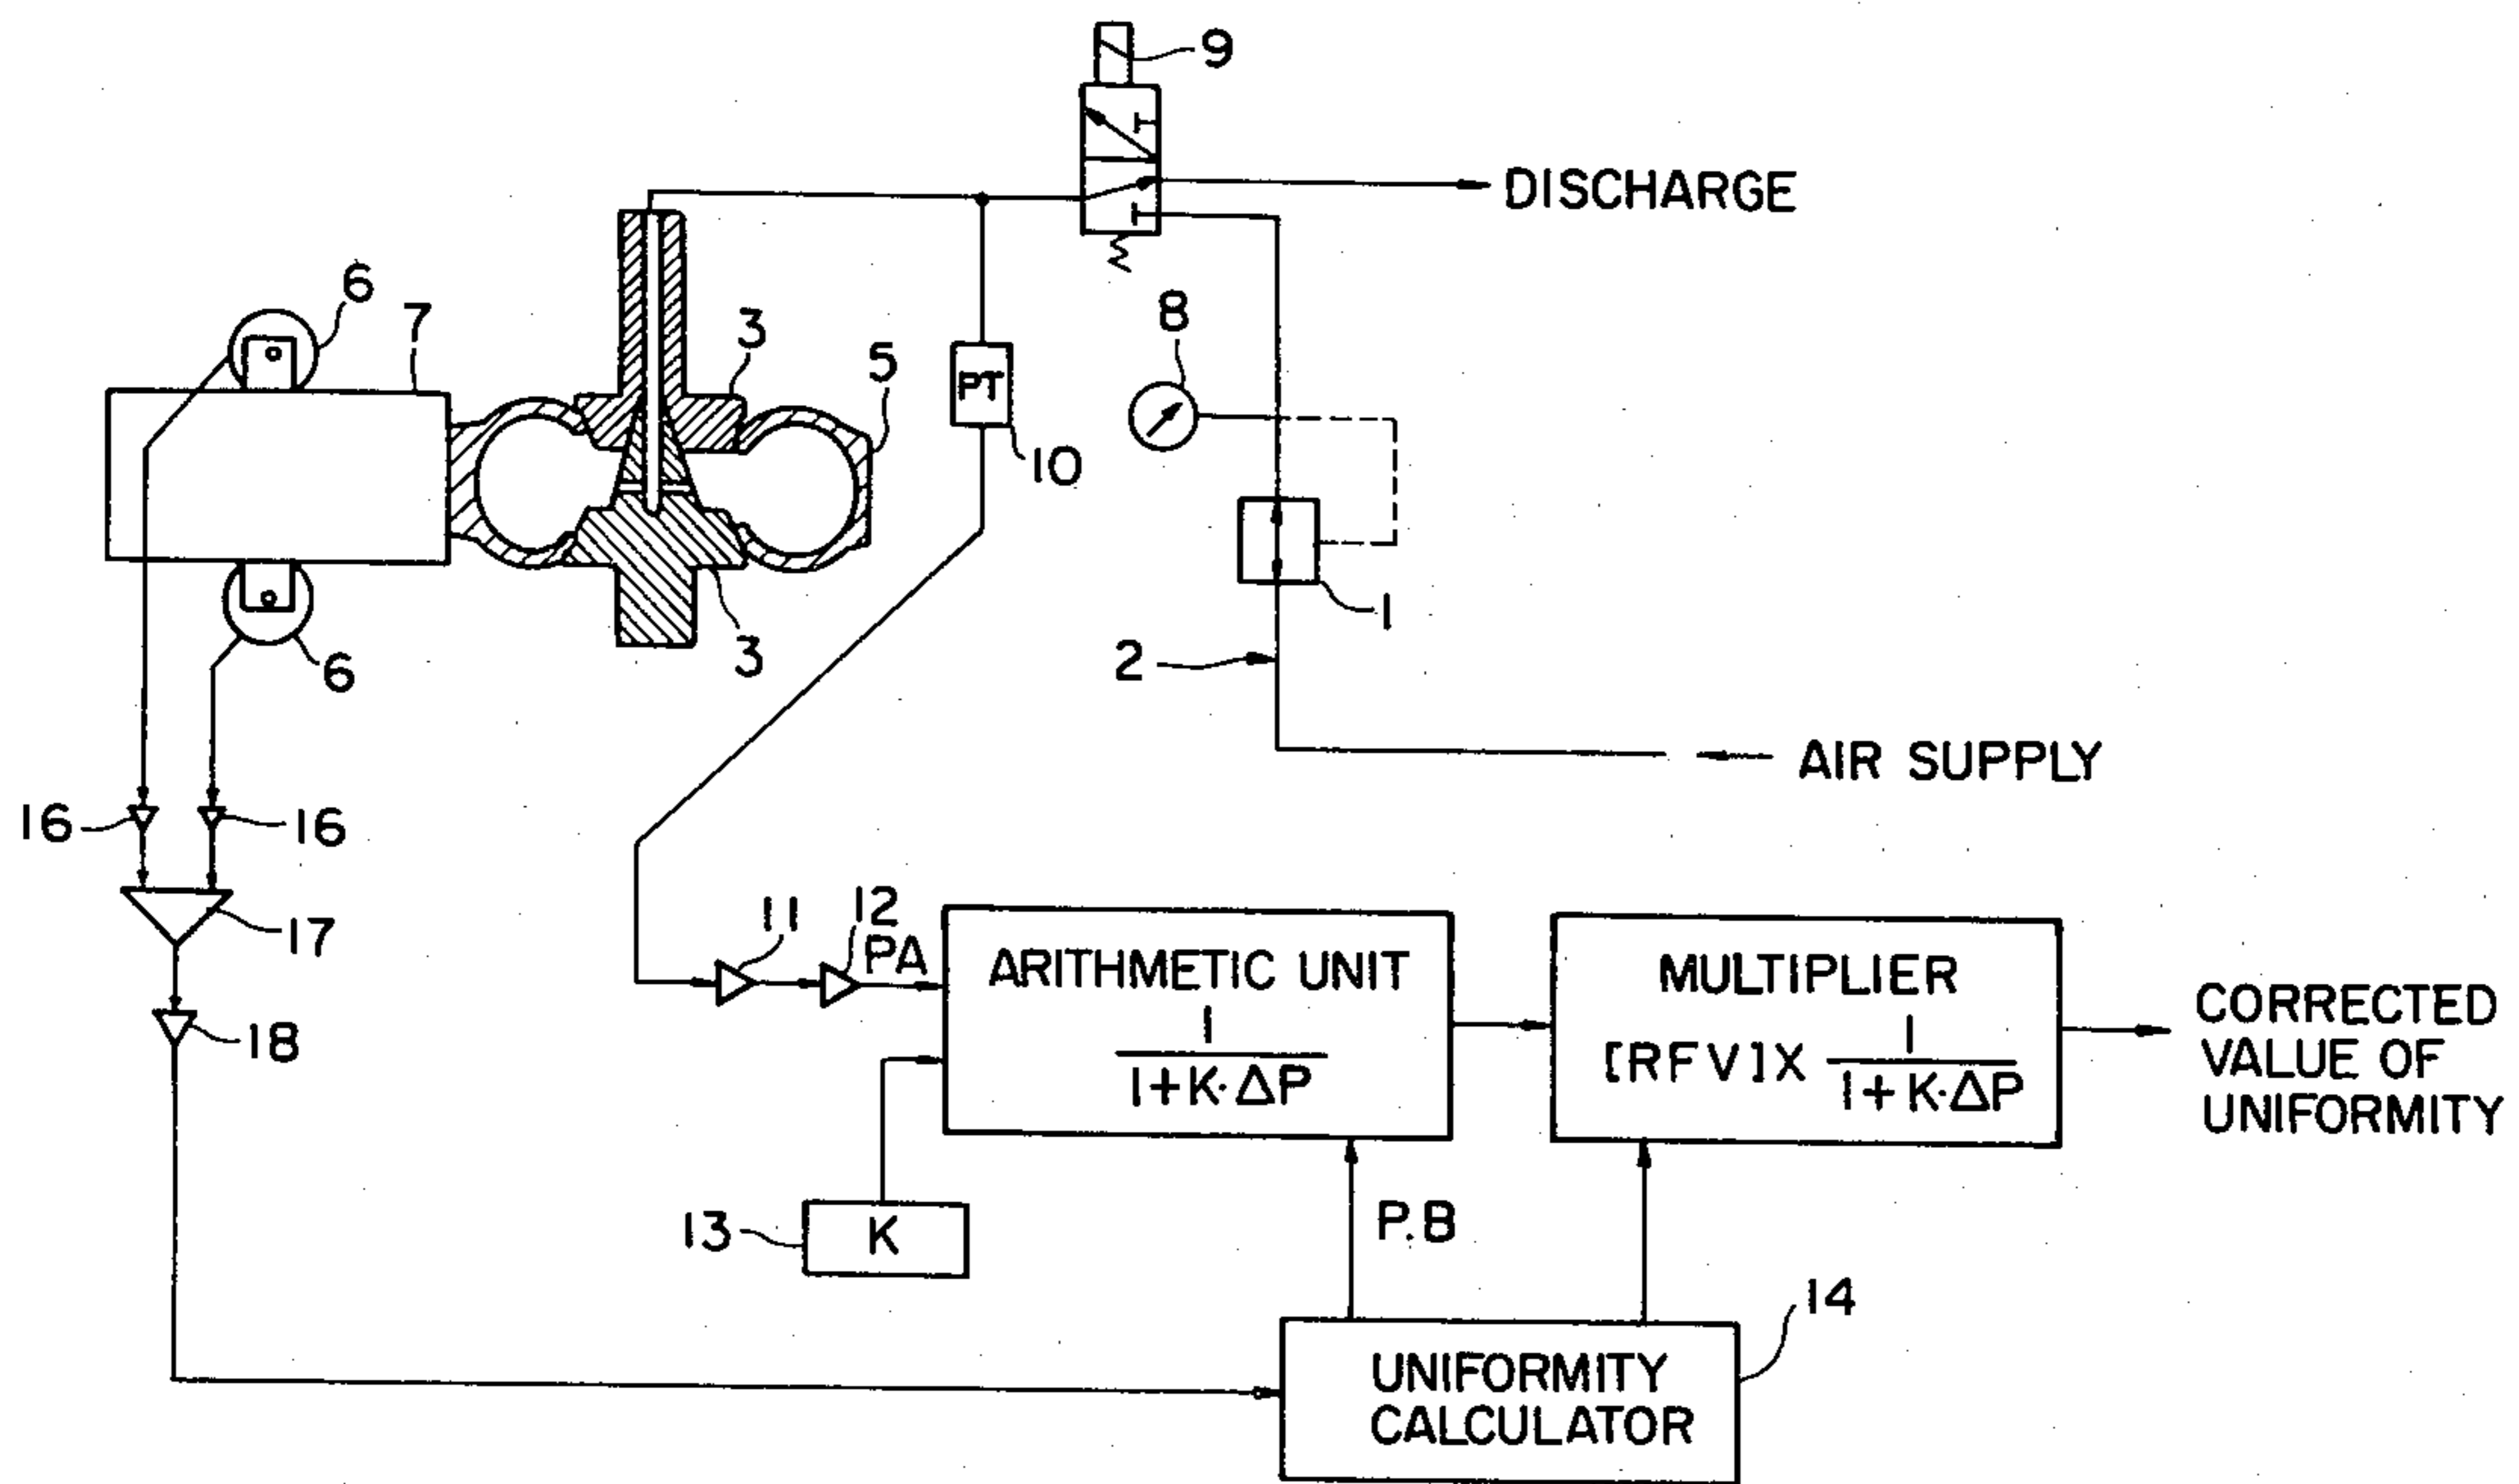 9
DISCHARGE
6
7
3
8
5
PT
10
1
3
6
2
AIR SUPPLY
16
16
17
11
12
PA
ARITHMETIC UNIT
1
1+K·ΔP
MULTIPLIER
[RFV]X 1
1+K·ΔP
CORRECTED
VALUE OF
UNIFORMITY
18
13
K
P.B
14
UNIFORMITY
CALCULATOR